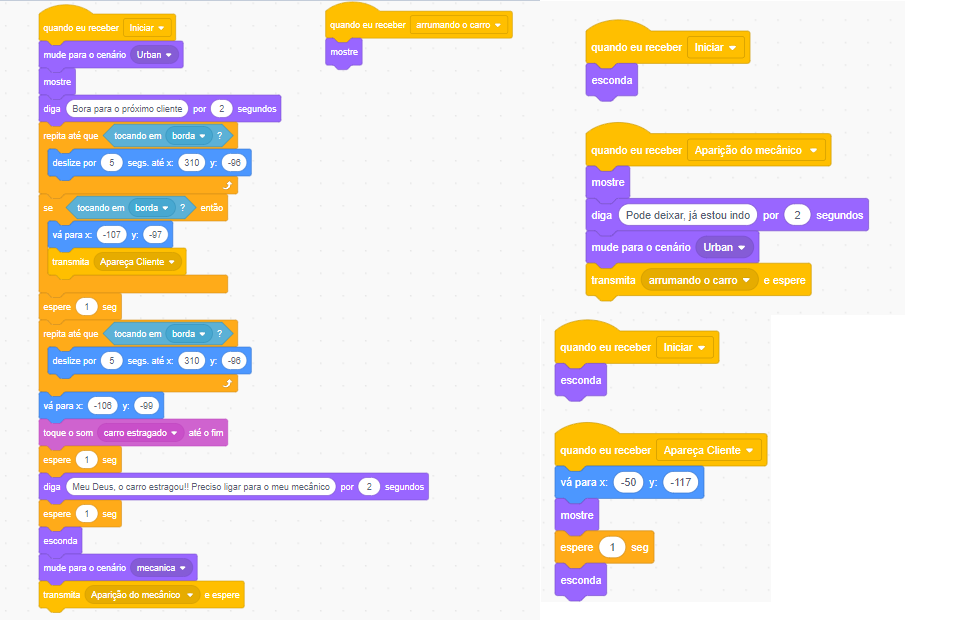 quando eu receber Iniciar
mude para o cenário Urban
mostre
diga Bora para o próximo cliente por 2 segundos
repita até que tocando em borda ?
deslize por 5 segs. até x: 310 y: -96
se tocando em borda ? então
vá para x: -107 y: -97
transmita Apareça Cliente
espere 1 seg
repita até que tocando em borda ?
deslize por 5 segs. até x: 310 y: -96
vá para x: -106 y: -99
toque o som carro estragado até o fim
espere 1 seg
diga Meu Deus, o carro estragou!! Preciso ligar para o meu mecânico por 2 segundos
espere 1 seg
esconda
mude para o cenário mecanica
transmita Aparição do mecânico e espere
quando eu receber arrumando o carro
mostre
quando eu receber Iniciar
esconda
quando eu receber Aparição do mecânico
mostre
diga Pode deixar, já estou indo por 2 segundos
mude para o cenário Urban
transmita arrumando o carro e espere
quando eu receber Iniciar
esconda
quando eu receber Apareça Cliente
vá para x: -50 y: -117
mostre
espere 1 seg
esconda